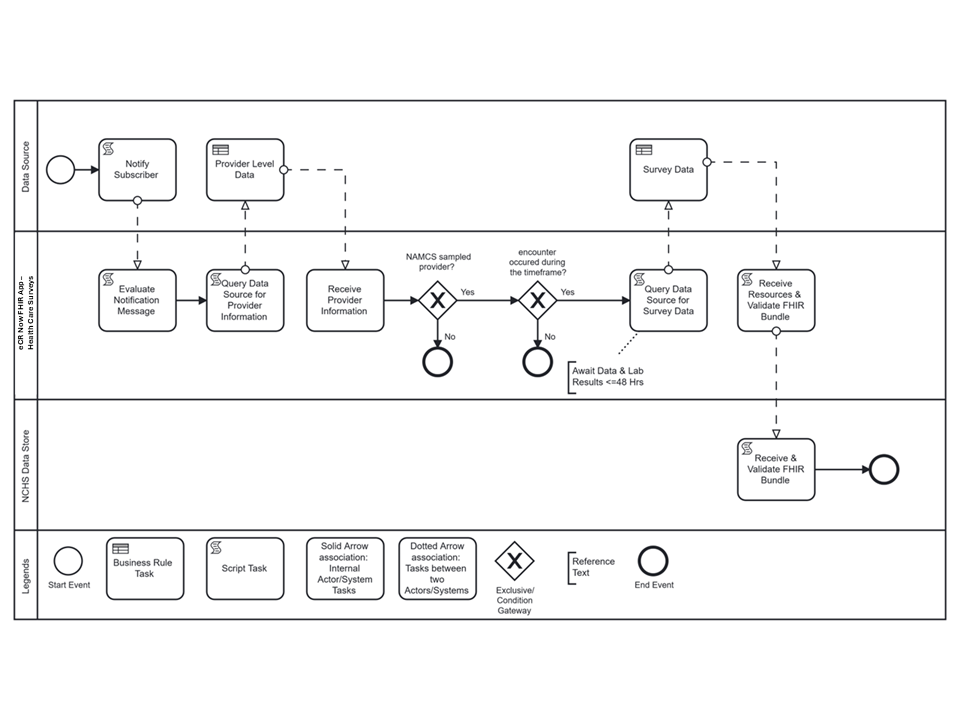 Data Source
Notify
Subscriber
Provider Level
Data
Survey Data
eCR Now FHIR App –
Health Care Surveys
Evaluate
Notification
Message
Query Data
Source for
Provider
Information
Receive
Provider
Information
NAMCS sampled
provider?
X
Yes
No
encounter
occured during
the timeframe?
X
Yes
No
Query Data
Source for
Survey Data
Await Data & Lab
Results <=48 Hrs
Receive
Resources &
Validate FHIR
Bundle
NCHS Data Store
Receive &
Validate FHIR
Bundle
Legends
Start Event
Business Rule
Task
Script Task
Solid Arrow
association:
Internal
Actor/System
Tasks
Dotted Arrow
association:
Tasks between
two
Actors/Systems
X
Exclusive/
Condition
Gateway
Reference
Text
End Event